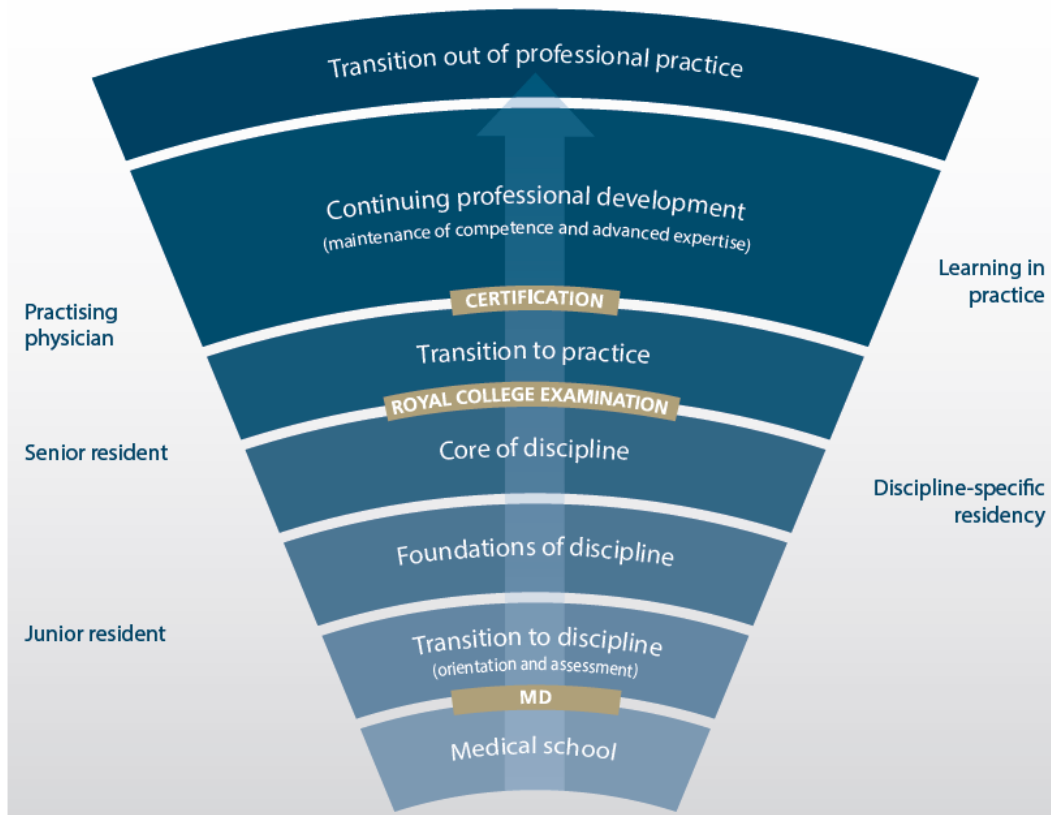 Transition out of professional practice
Continuing professional development
(maintenance of competence and advanced expertise)
Learning in
practice
CERTIFICATION
Practising
physician
Transition to practice
ROYAL COLLEGE EXAMINATION
Senior resident
Core of discipline
Discipline-specific
residency
Foundations of discipline
Junior resident
Transition to discipline
(orientation and assessment)
MD
Medical school